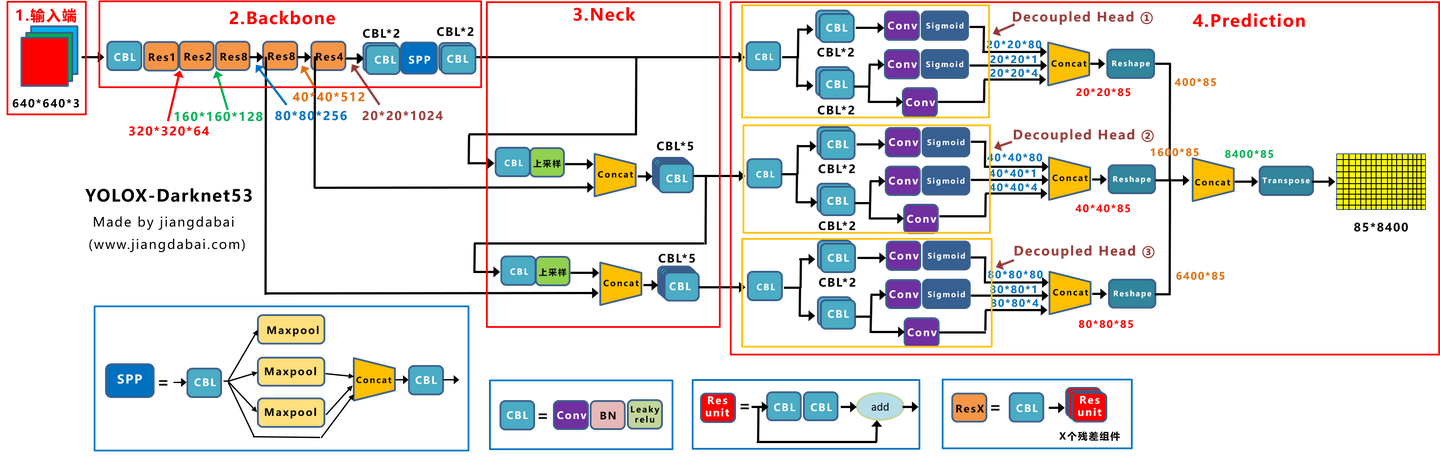 1.输入端
640*640*3
2.Backbone
CBL
Res1
Res2
Res8
Res8
Res4
CBL*2
CBL
SPP
CBL*2
CBL
320*320*64
160*160*128
80*80*256
40*40*512
20*20*1024
YOLOX-Darknet53
Made by jiangdabai
(www.jiangdabai.com)
3.Neck
CBL
上采样
Concat
CBL*5
CBL
CBL
上采样
Concat
CBL*5
CBL
4.Prediction
Decoupled Head ①
CBL
CBL
CBL*2
CBL
CBL*2
Conv
Sigmoid
Conv
Sigmoid
Conv
20*20*80
20*20*1
20*20*4
Concat
20*20*85
Reshape
400*85
Decoupled Head ②
CBL
CBL
CBL*2
CBL
CBL*2
Conv
Sigmoid
Conv
Sigmoid
Conv
40*40*80
40*40*1
40*40*4
Concat
40*40*85
Reshape
1600*85
Decoupled Head ③
CBL
CBL
CBL*2
CBL
Conv
Sigmoid
Conv
Sigmoid
Conv
80*80*80
80*80*1
80*80*4
Concat
80*80*85
Reshape
6400*85
Concat
8400*85
Transpose
85*8400
SPP
=
CBL
Maxpool
Maxpool
Maxpool
Concat
CBL
CBL
=
Conv
BN
Leaky
relu
Res
unit
=
CBL
CBL
add
ResX
=
CBL
Res
unit
X个残差组件